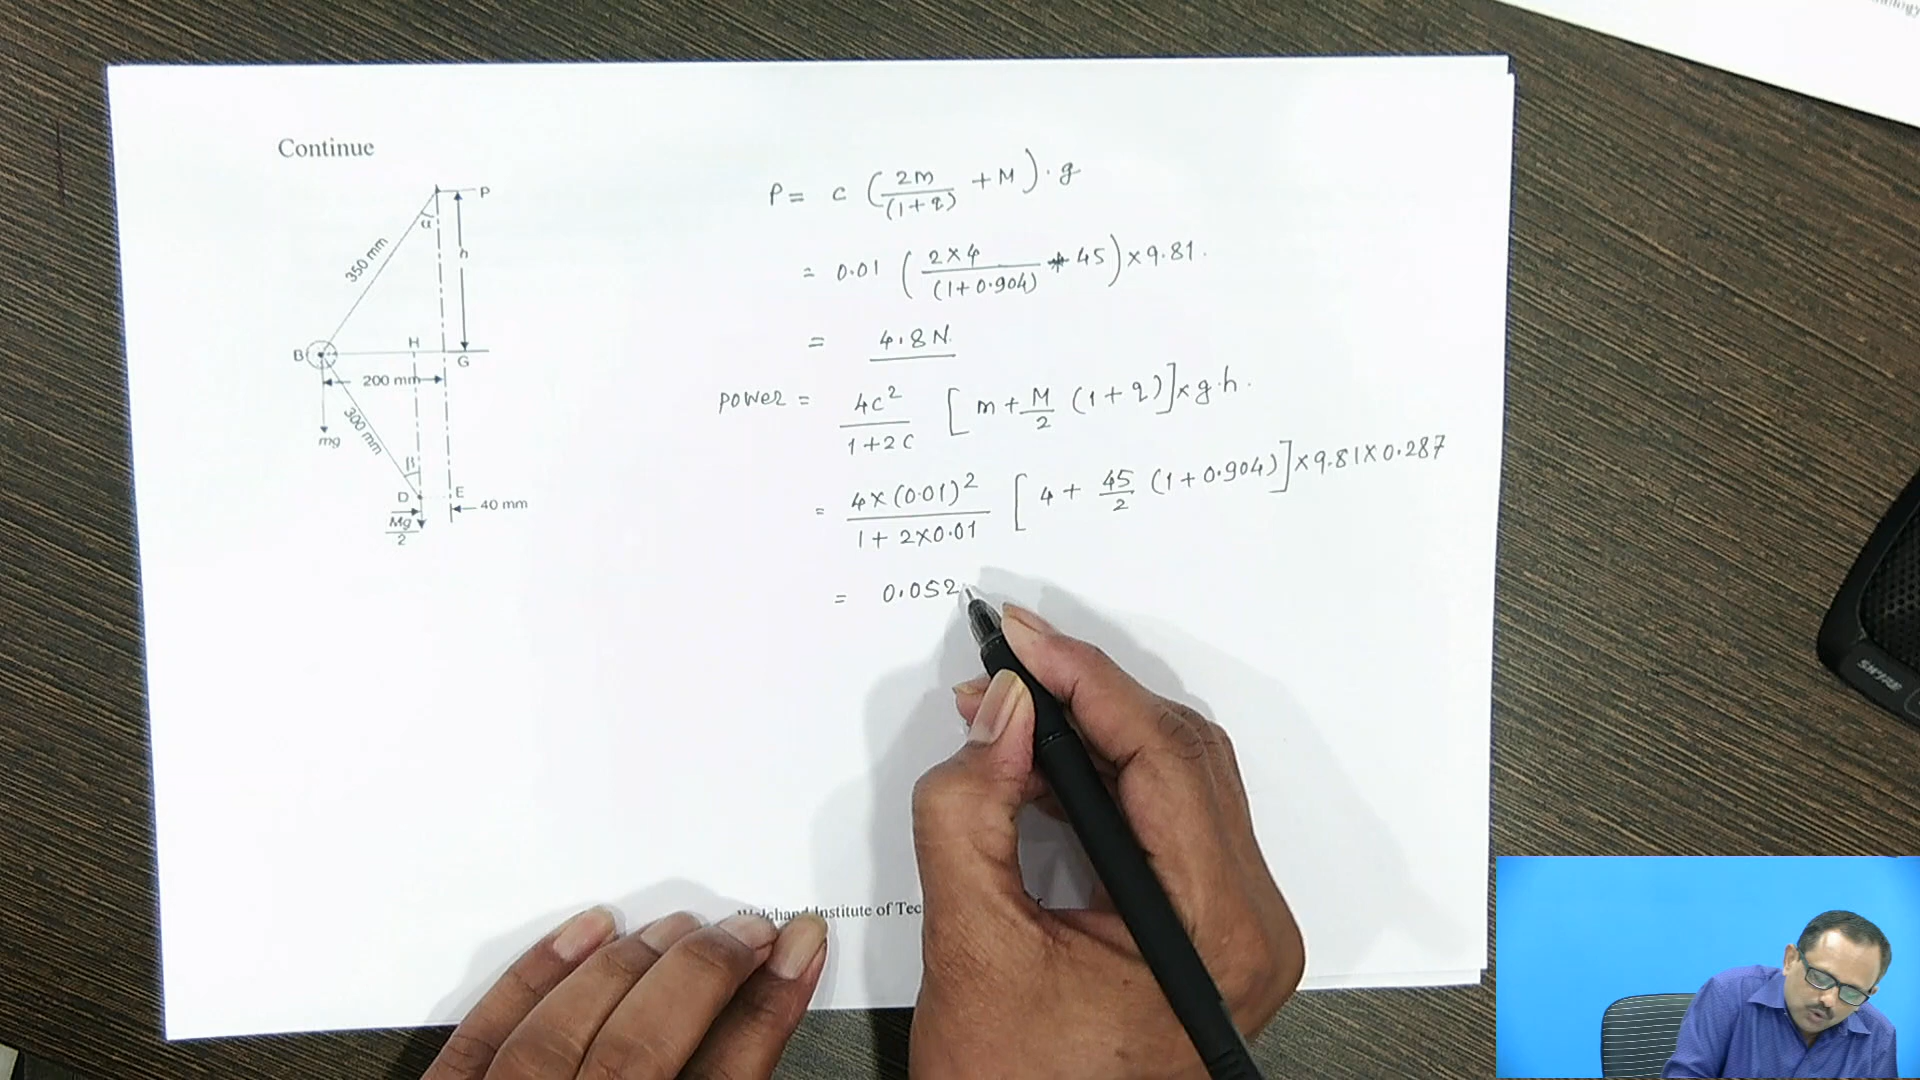 Continue
P
α
350 mm
h
B
H
G
200 mm
mg
300 mm
β
D
E
40 mm
Mg
2
P = c ( 2m / (1+q) + M ) . g
= 0.01 ( 2×4 / (1+0.904) + 45 ) × 9.81.
= 4.8 N.
Power = 4c² / 1+2c [ m + M/2 (1+q) ] × g.h.
= 4×(0.01)² / 1+2×0.01 [ 4 + 45/2 (1+0.904) ] × 9.81 × 0.287
= 0.052
Institute of Tec
SHURE